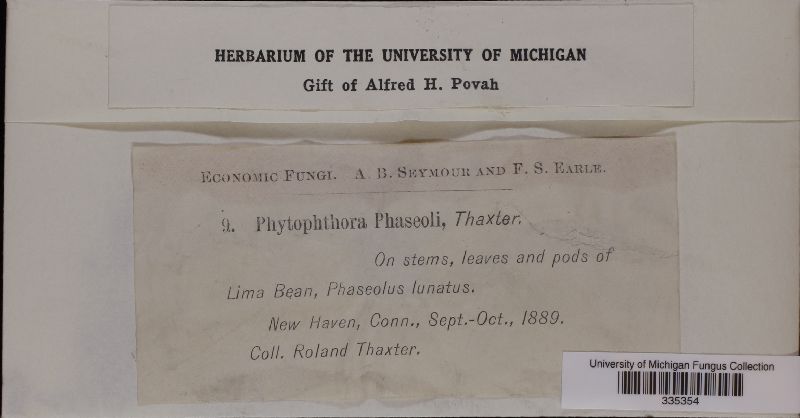 HERBARIUM OF THE UNIVERSITY OF MICHIGAN
Gift of Alfred H. Povah
ECONOMIC FUNGI. A. B. SEYMOUR AND F. S. EARLE.
9. Phytophthora Phaseoli, Thaxter.
On stems, leaves and pods of
Lima Bean, Phaseolus lunatus.
New Haven, Conn., Sept.-Oct., 1889.
Coll. Roland Thaxter.
University of Michigan Fungus Collection
335354